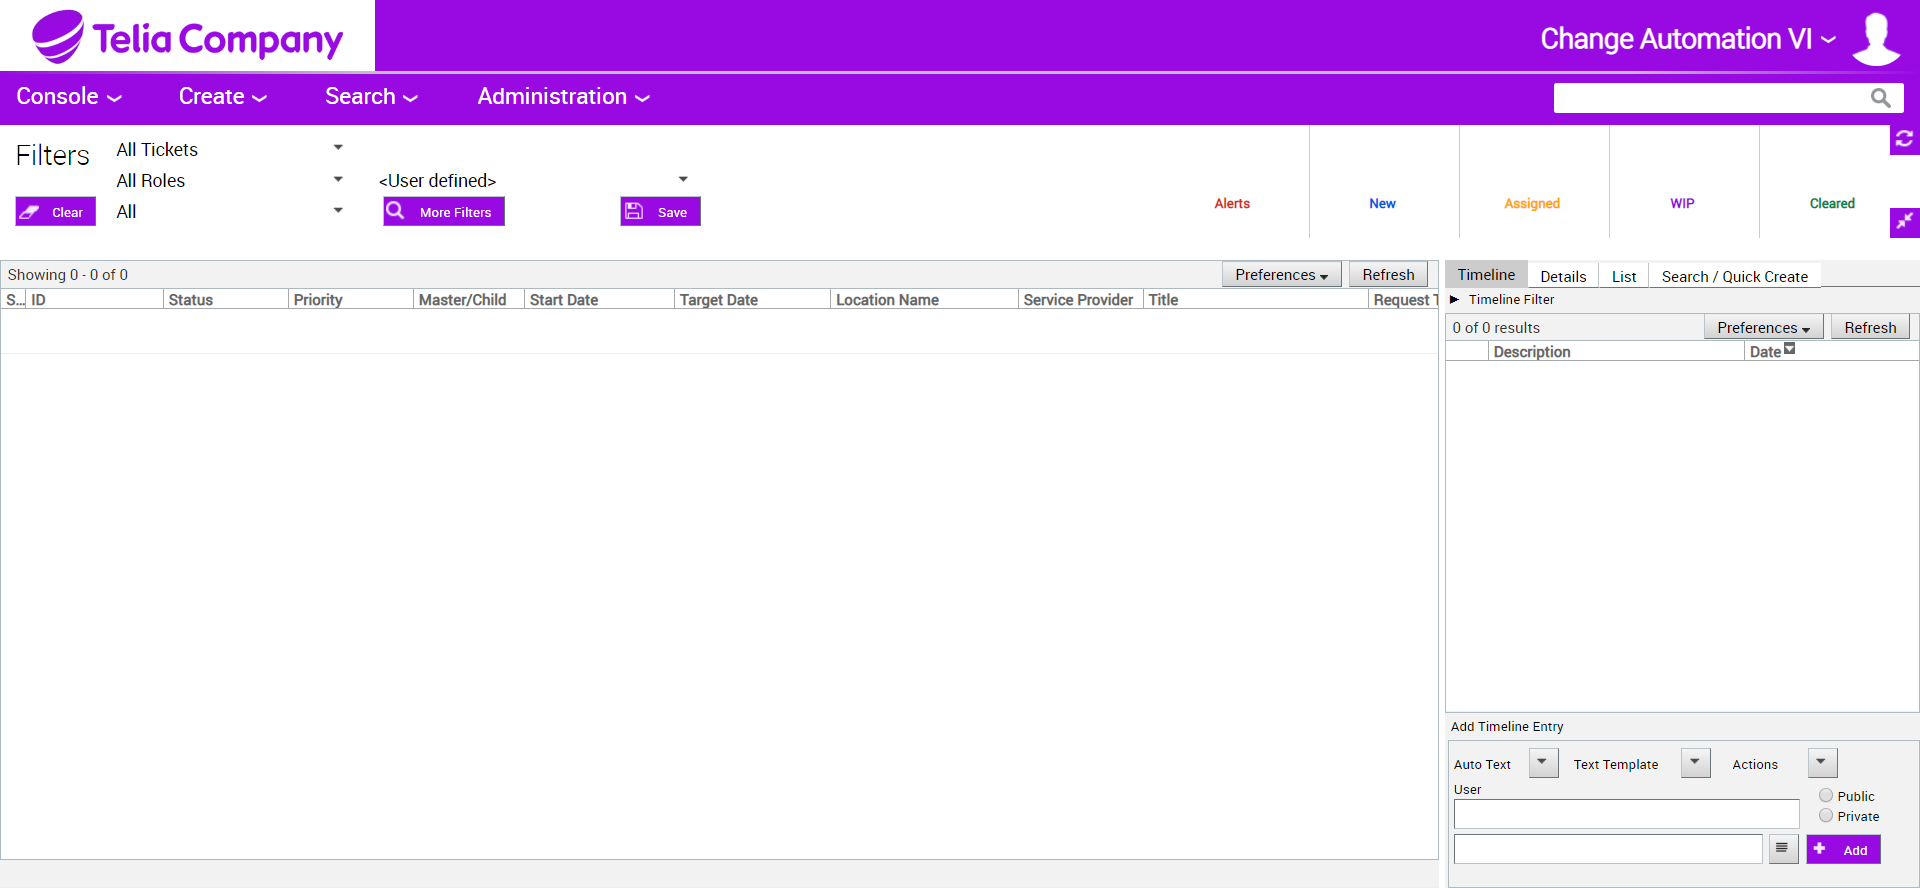 Telia Company
Change Automation VI
Console
Create
Search
Administration
Filters
All Tickets
All Roles
<User defined>
Clear
All
More Filters
Save
Alerts
New
Assigned
WIP
Cleared
Showing 0 - 0 of 0
Preferences
Refresh
S... ID Status Priority Master/Child Start Date Target Date Location Name Service Provider Title Request T
Timeline
Details
List
Search / Quick Create
Timeline Filter
0 of 0 results
Preferences
Refresh
Description
Date
Add Timeline Entry
Auto Text
Text Template
Actions
User
Public
Private
Add